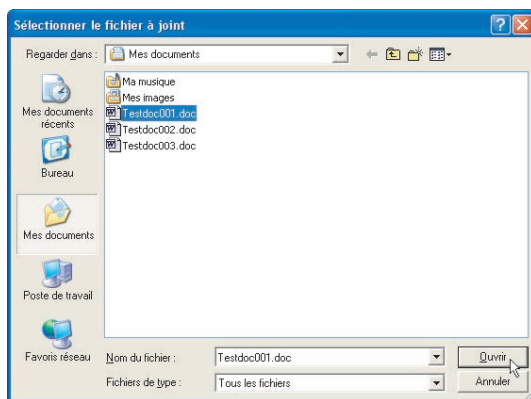 Sélectionner le fichier à joint
Regarder dans :
Mes documents
Ma musique
Mes images
Testdoc001.doc
Testdoc002.doc
Testdoc003.doc
Mes documents
récents
Bureau
Mes documents
Poste de travail
Favoris réseau
Nom du fichier :
Testdoc001.doc
Ouvrir
Fichiers de type :
Tous les fichiers
Annuler